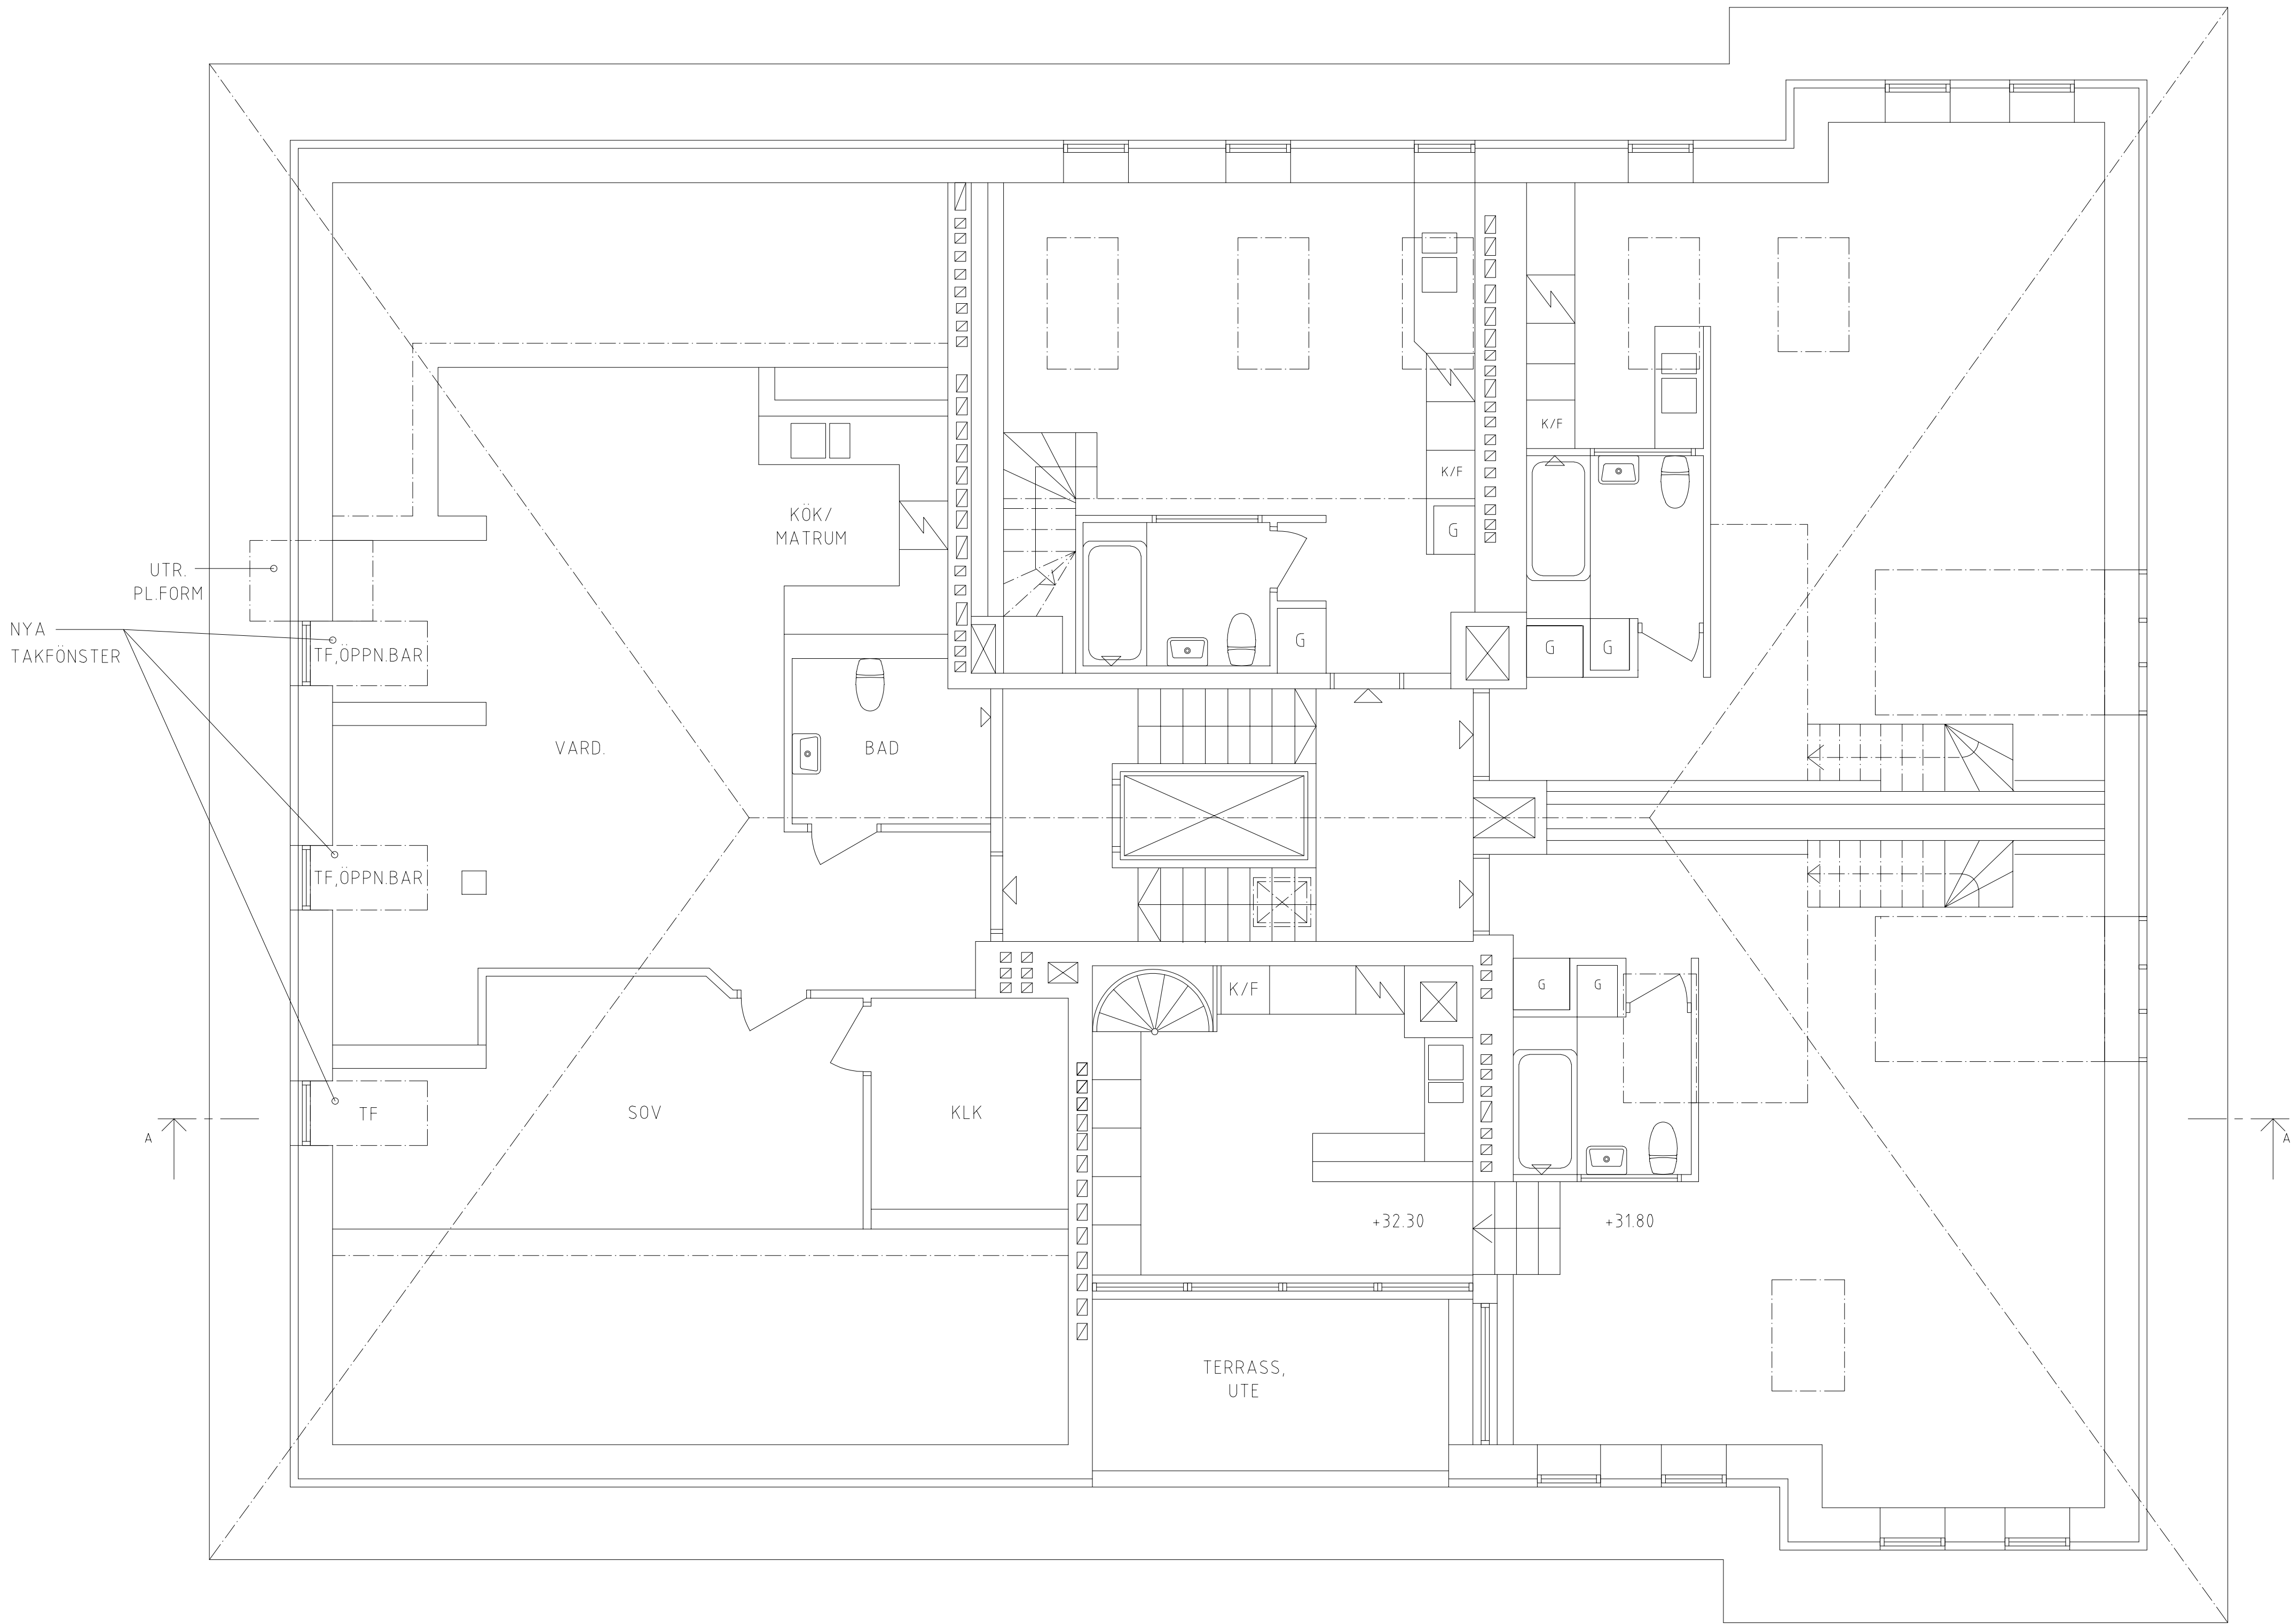 K/F
K/F
G
KÖK/
MATRUM
UTR.
PL.FORM
NYA
TAKFÖNSTER
TF,ÖPPN.BAR
G
G
G
VARD.
BAD
TF,ÖPPN.BAR
K/F
G
G
TF
SOV
KLK
A
A
+32.30
+31.80
TERRASS,
UTE